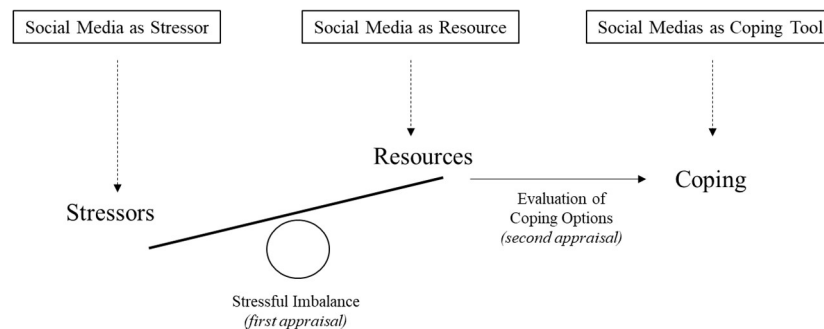 Social Media as Stressor
Social Media as Resource
Social Medias as Coping Tool
Resources
Stressors
Coping
Evaluation of
Coping Options
(second appraisal)
Stressful Imbalance
(first appraisal)